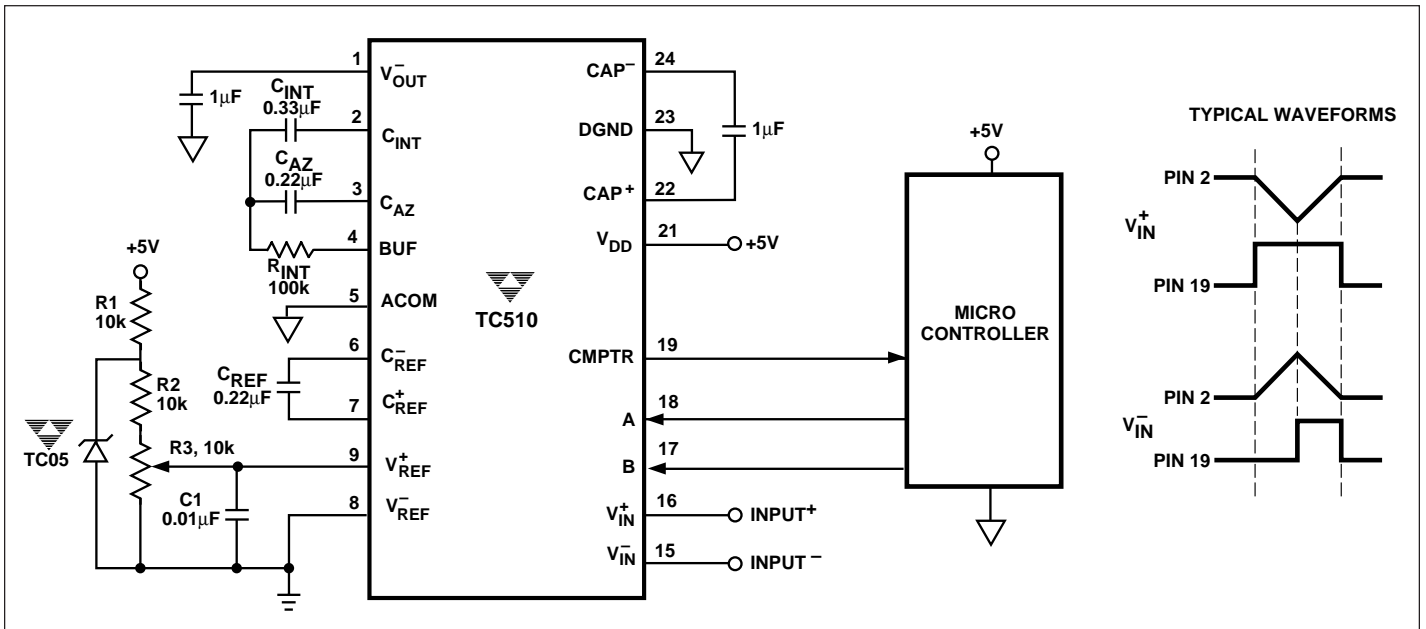 1
V−OUT
1µF
CINT
0.33µF
2
CINT
CAZ
0.22µF
3
CAZ
4
BUF
RINT
100k
5
ACOM
6
C−REF
CREF
0.22µF
7
C+REF
9
V+REF
8
V−REF
+5V
R1
10k
R2
10k
R3, 10k
TC05
C1
0.01µF
TC510
CAP−
24
DGND
23
1µF
CAP+
22
VDD
21
+5V
CMPTR
19
A
18
B
17
V+IN
16
INPUT+
V−IN
15
INPUT−
+5V
MICRO
CONTROLLER
TYPICAL WAVEFORMS
PIN 2
V+IN
PIN 19
PIN 2
V−IN
PIN 19